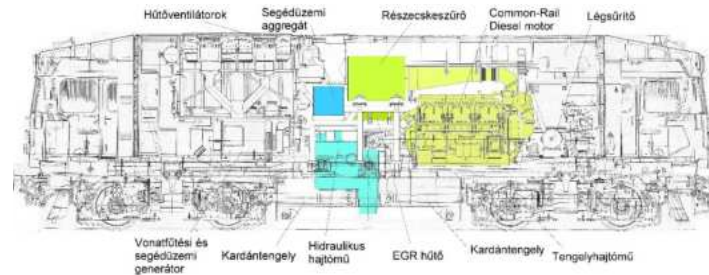 Hűtőventilátorok
Segédüzemi
aggregát
Részecskeszűrő
Common-Rail
Diesel motor
Légsűrítő
Vonatfűtési és
segédüzemi
generátor
Kardántengely
Hidraulikus
hajtómű
EGR hűtő
Kardántengely
Tengelyhajtómű